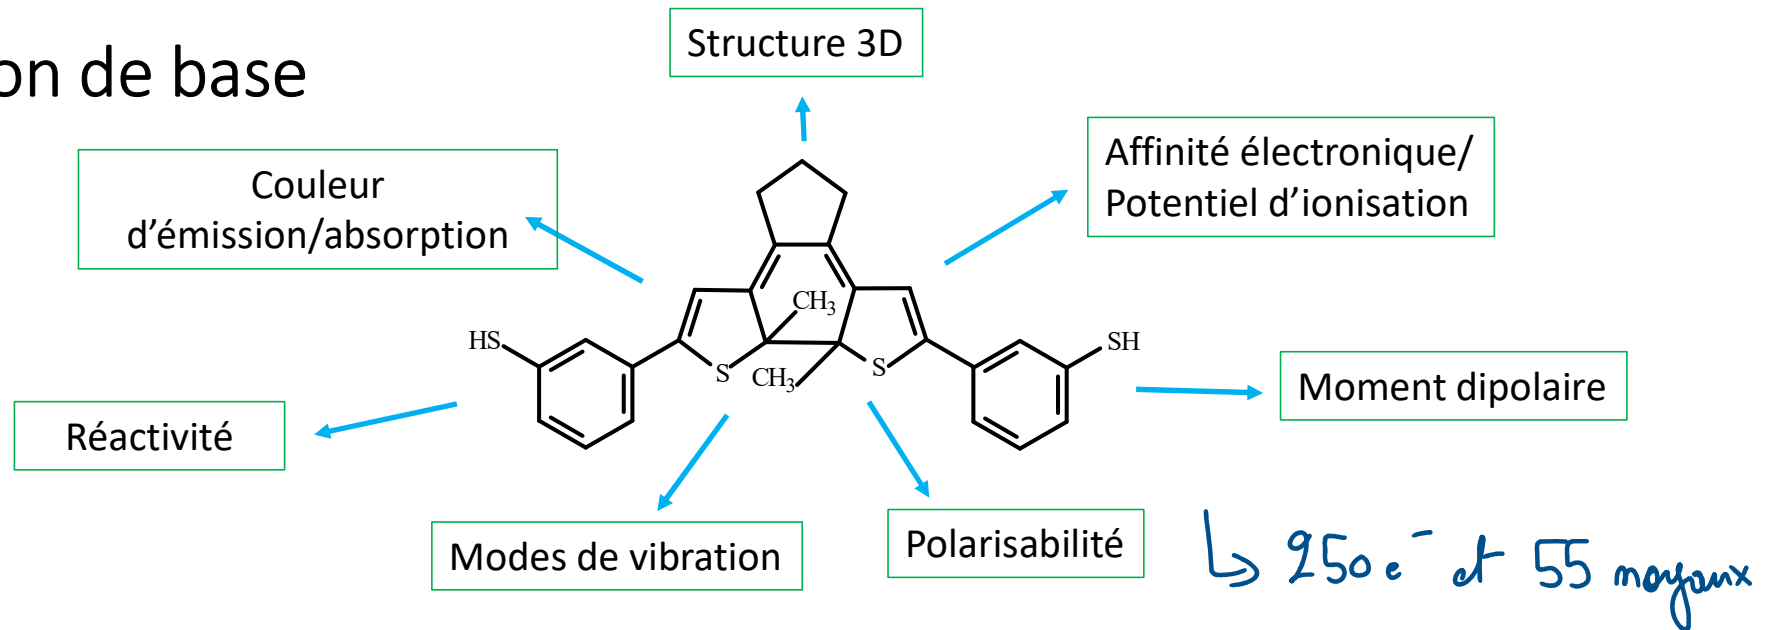 on de base
Structure 3D
Couleur
d’émission/absorption
Affinité électronique/
Potentiel d’ionisation
CH3
HS
S
CH3
S
SH
Réactivité
Moment dipolaire
Modes de vibration
Polarisabilité
↳ 250 e⁻ et 55 noyaux